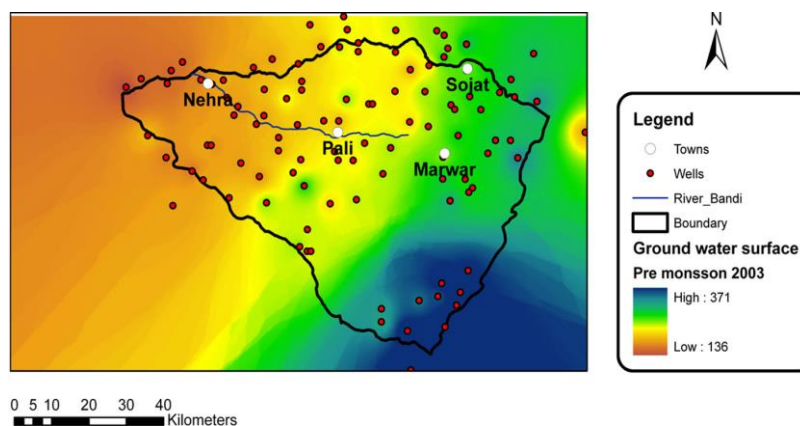 N
Nehra
Sojat
Pali
Marwar
Legend
Towns
Wells
River_Bandi
Boundary
Ground water surface
Pre monsson 2003
High : 371
Low : 136
0 5 10 20 30 40
Kilometers